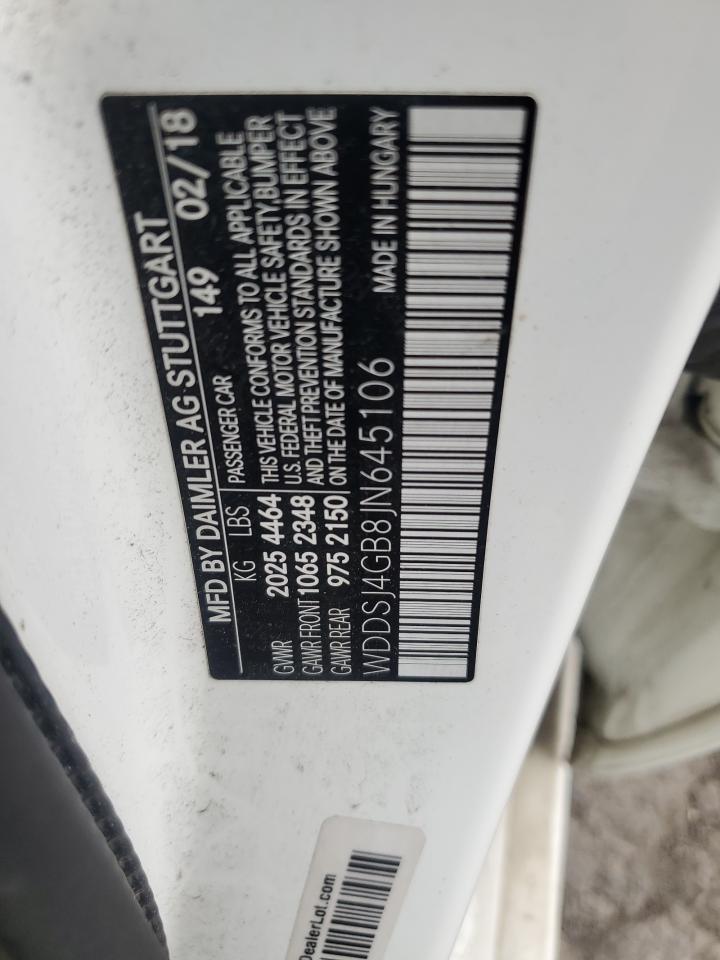 MFD BY DAIMLER AG STUTTGART
149 02/18
KG LBS PASSENGER CAR
GVWR 2025 4464 THIS VEHICLE CONFORMS TO ALL APPLICABLE
GAWR FRONT 1065 2348 U.S. FEDERAL MOTOR VEHICLE SAFETY, BUMPER
GAWR REAR 975 2150 AND THEFT PREVENTION STANDARDS IN EFFECT
ON THE DATE OF MANUFACTURE SHOWN ABOVE
WDDSJ4GB8JN645106 MADE IN HUNGARY
DealerLot.com